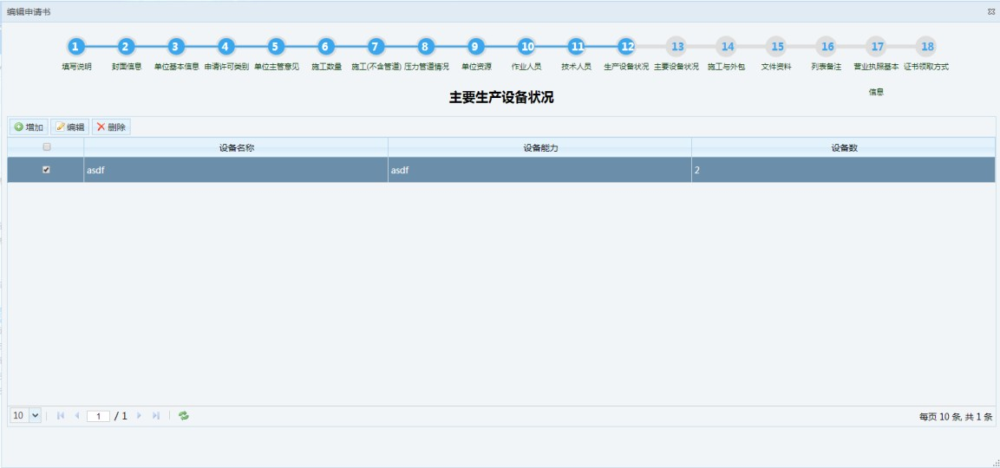 编辑申请书
1 2 3 4 5 6 7 8 9 10 11 12 13 14 15 16 17 18
填写说明 封面信息 单位基本信息 申请许可类别 单位主管意见 施工数量 施工(不含管道) 压力管道情况 单位资源 作业人员 技术人员 生产设备状况 主要设备状况 施工与外包 文件资料 列表备注 营业执照基本 证书领取方式
信息
主要生产设备状况
增加 编辑 删除
设备名称 设备能力 设备数
asdf asdf 2
10 1 / 1 每页 10 条, 共 1 条